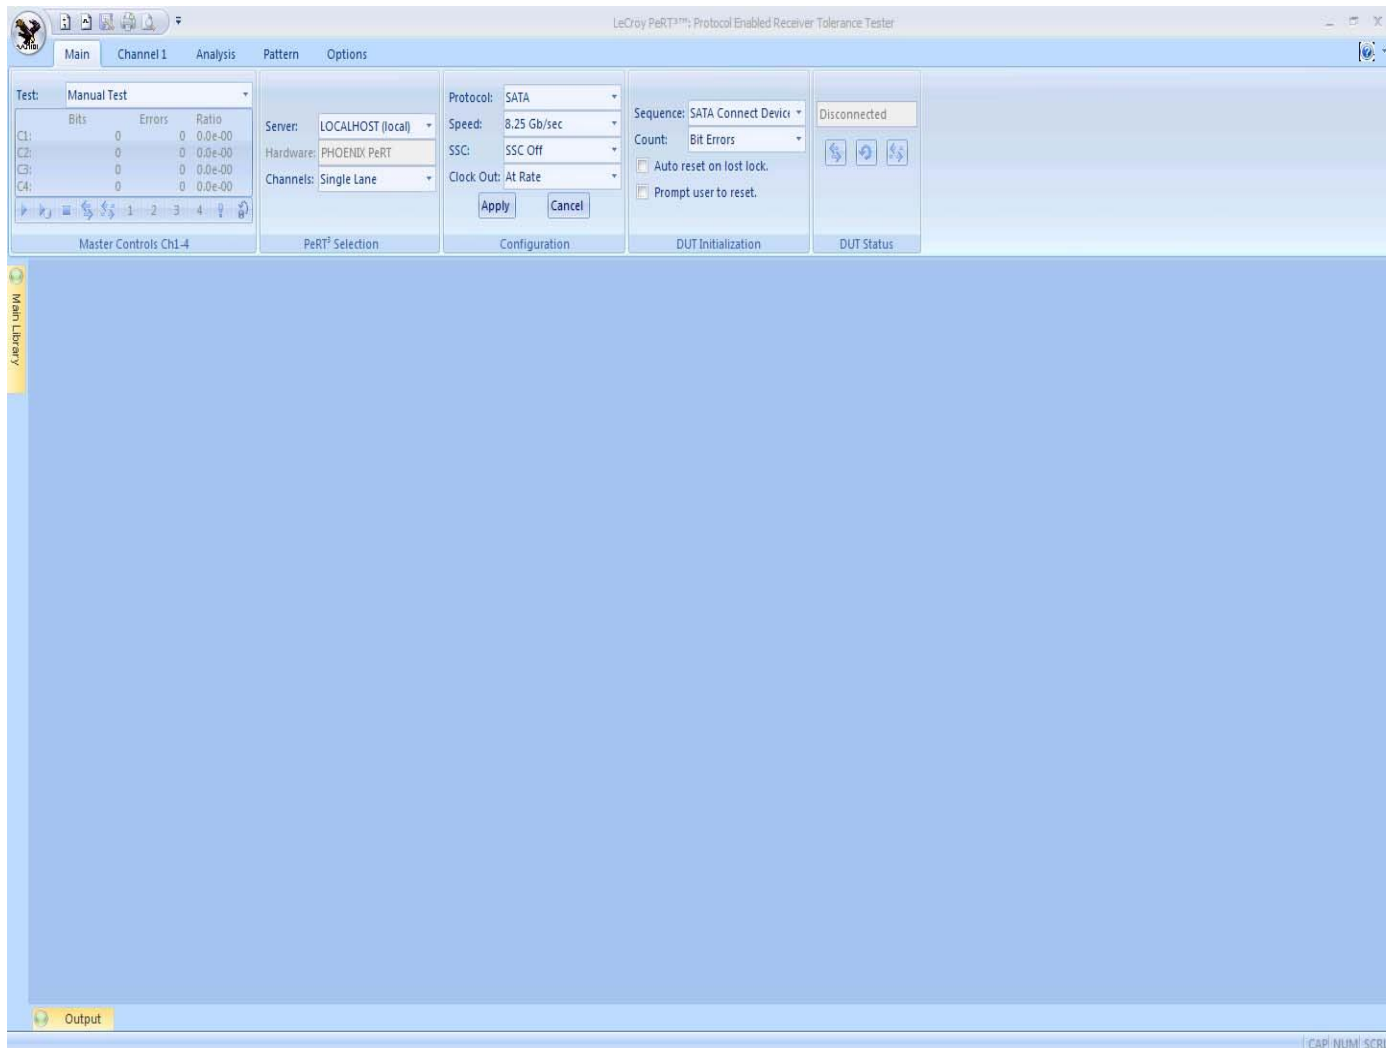 LeCroy PeRT³™: Protocol Enabled Receiver Tolerance Tester
Main Channel 1 Analysis Pattern Options
Test: Manual Test
Bits Errors Ratio
C1: 0 0 0.0e-00
C2: 0 0 0.0e-00
C3: 0 0 0.0e-00
C4: 0 0 0.0e-00
1 2 3 4
Master Controls Ch1-4
Server: LOCALHOST (local)
Hardware: PHOENIX PeRT
Channels: Single Lane
PeRT³ Selection
Protocol: SATA
Speed: 8.25 Gb/sec
SSC: SSC Off
Clock Out: At Rate
Apply Cancel
Configuration
Sequence: SATA Connect Device
Count: Bit Errors
Auto reset on lost lock.
Prompt user to reset.
DUT Initialization
Disconnected
DUT Status
Main Library
Output
CAP NUM SCRL